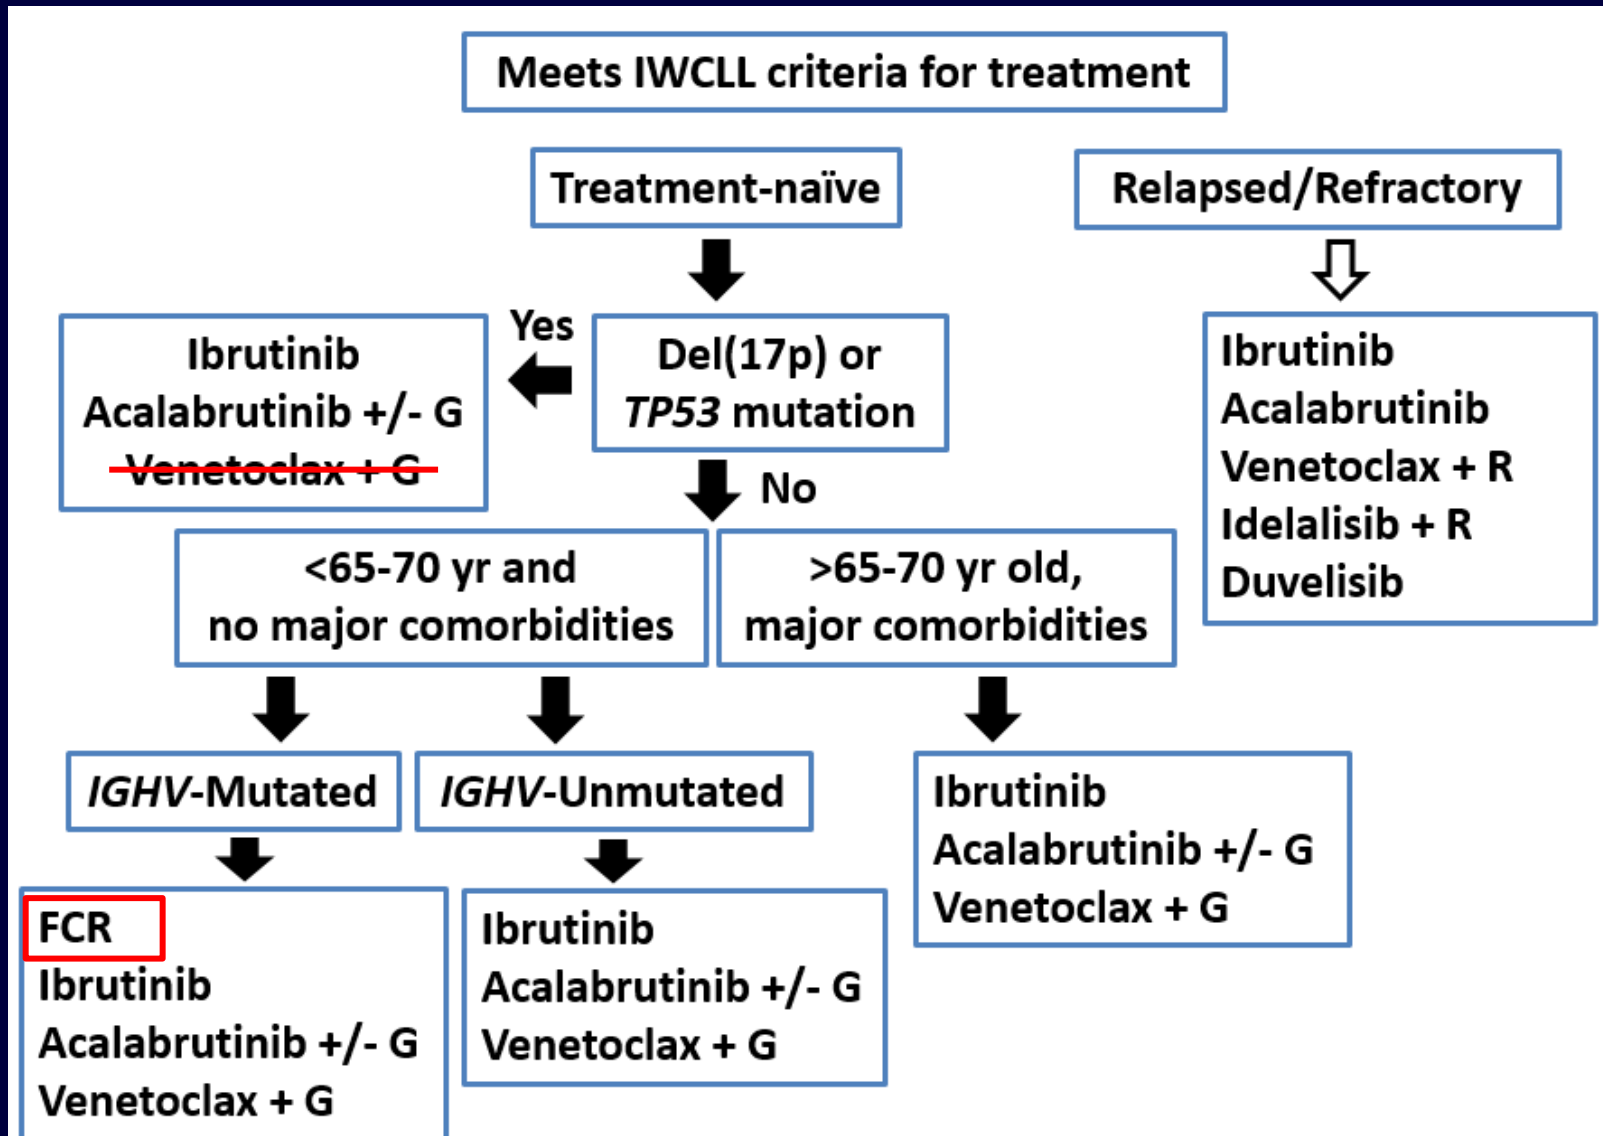 Meets IWCLL criteria for treatment
Treatment-naïve
Relapsed/Refractory
Yes
Ibrutinib
Acalabrutinib +/- G
Venetoclax + G
Del(17p) or
TP53 mutation
No
Ibrutinib
Acalabrutinib
Venetoclax + R
Idelalisib + R
Duvelisib
<65-70 yr and
no major comorbidities
>65-70 yr old,
major comorbidities
IGHV-Mutated
IGHV-Unmutated
Ibrutinib
Acalabrutinib +/- G
Venetoclax + G
FCR
Ibrutinib
Acalabrutinib +/- G
Venetoclax + G
Ibrutinib
Acalabrutinib +/- G
Venetoclax + G